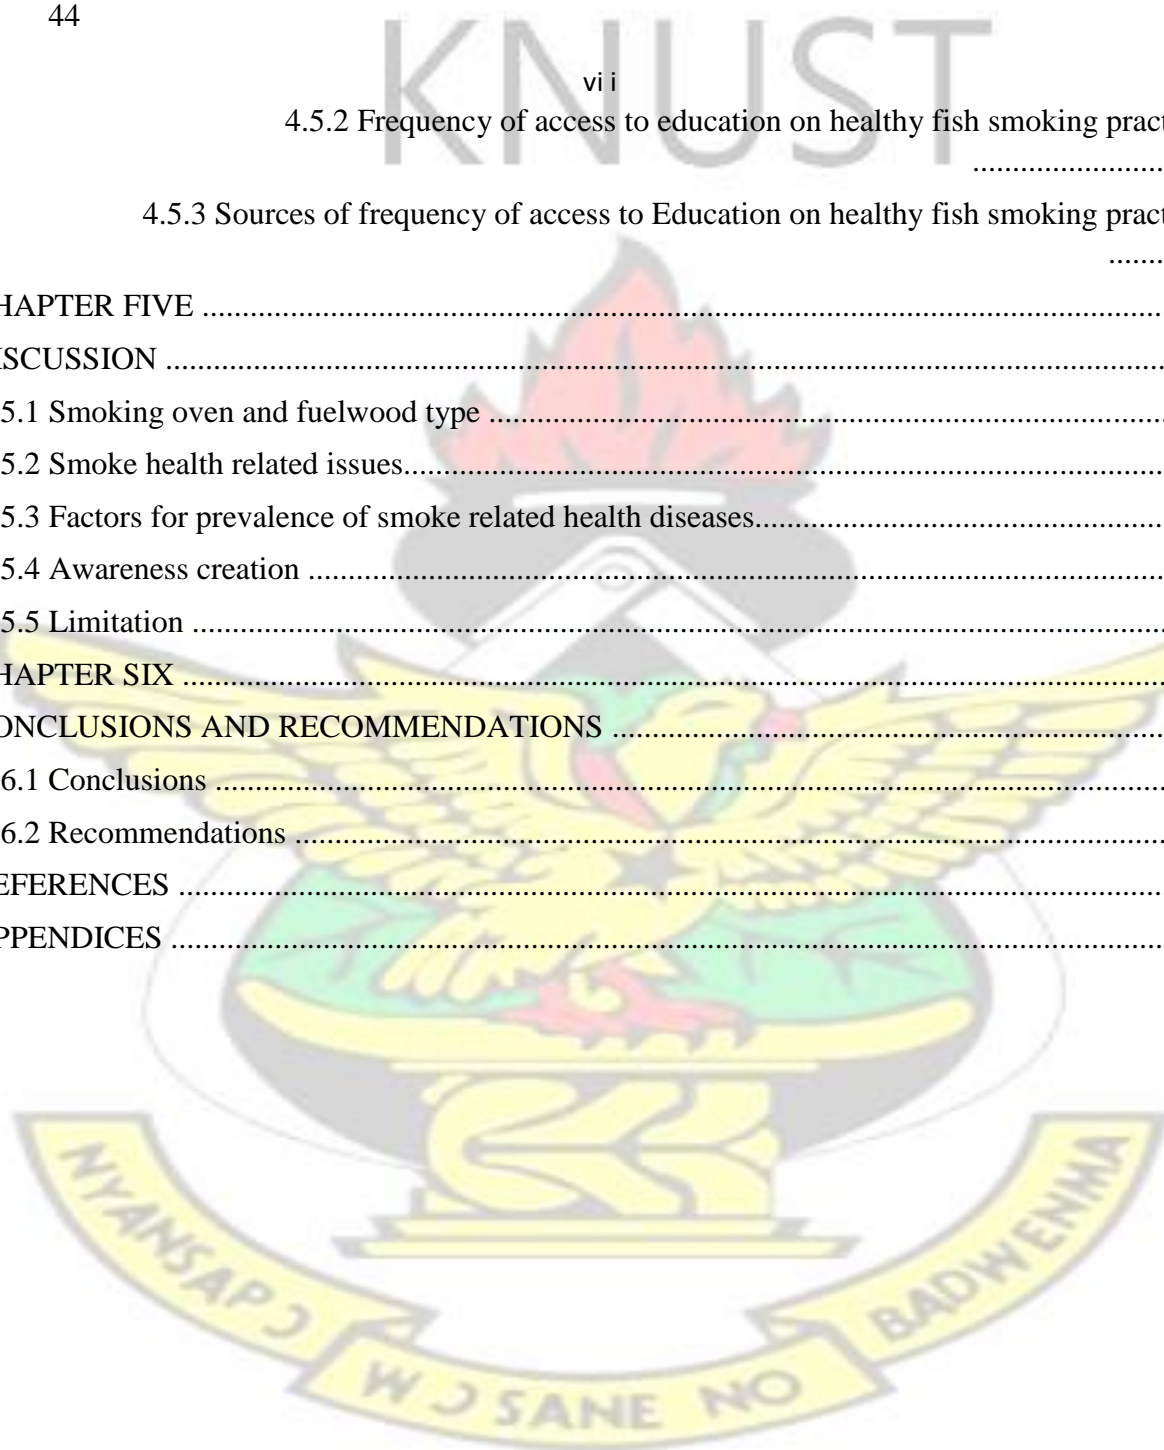 44
KNUST
vi i
4.5.2 Frequency of access to education on healthy fish smoking pract
........................
4.5.3 Sources of frequency of access to Education on healthy fish smoking pract
.......
HAPTER FIVE ........................................................................................................................
ISCUSSION .............................................................................................................................
5.1 Smoking oven and fuelwood type .....................................................................................
5.2 Smoke health related issues................................................................................................
5.3 Factors for prevalence of smoke related health diseases....................................................
5.4 Awareness creation ............................................................................................................
5.5 Limitation ..........................................................................................................................
HAPTER SIX ...........................................................................................................................
ONCLUSIONS AND RECOMMENDATIONS .....................................................................
6.1 Conclusions .......................................................................................................................
6.2 Recommendations .............................................................................................................
EFERENCES ...........................................................................................................................
PPENDICES ............................................................................................................................
NYANSAPƆ
WƆSANE NO
BADWENMA